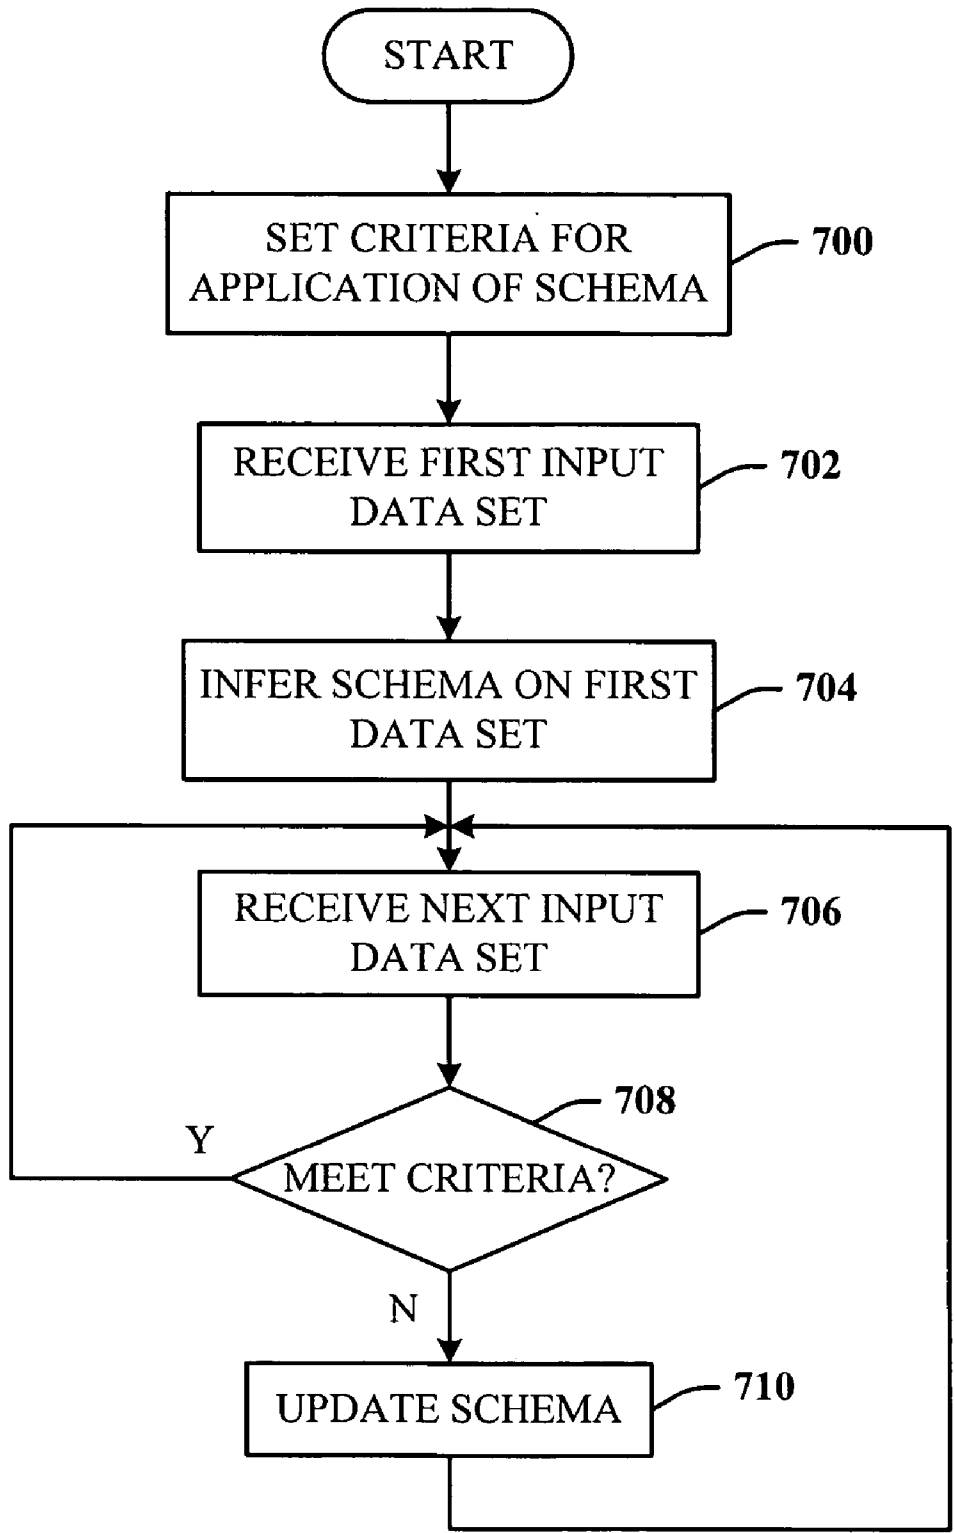 START
SET CRITERIA FOR
APPLICATION OF SCHEMA
700
RECEIVE FIRST INPUT
DATA SET
702
INFER SCHEMA ON FIRST
DATA SET
704
RECEIVE NEXT INPUT
DATA SET
706
708
Y
MEET CRITERIA?
N
UPDATE SCHEMA
710